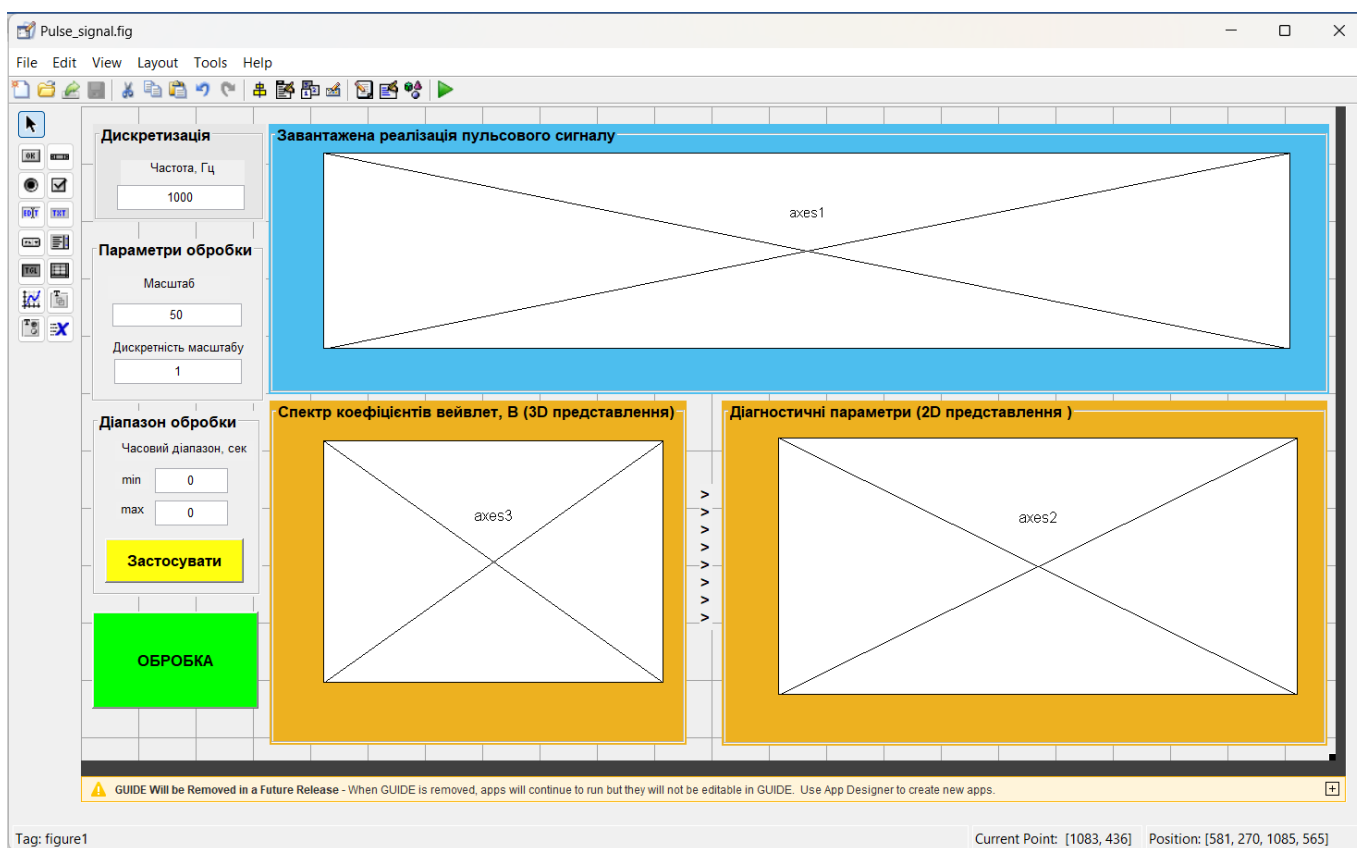 Pulse_signal.fig
File Edit View Layout Tools Help
OK
EDIT TXT
TGL
Дискретизація
Частота, Гц
1000
Параметри обробки
Масштаб
50
Дискретність масштабу
1
Діапазон обробки
Часовий діапазон, сек
min 0
max 0
Застосувати
ОБРОБКА
Завантажена реалізація пульсового сигналу
axes1
Спектр коефіцієнтів вейвлет, В (3D представлення)
axes3
>
>
>
>
>
>
>
>
Діагностичні параметри (2D представлення )
axes2
GUIDE Will be Removed in a Future Release - When GUIDE is removed, apps will continue to run but they will not be editable in GUIDE. Use App Designer to create new apps.
Tag: figure1
Current Point: [1083, 436] Position: [581, 270, 1085, 565]